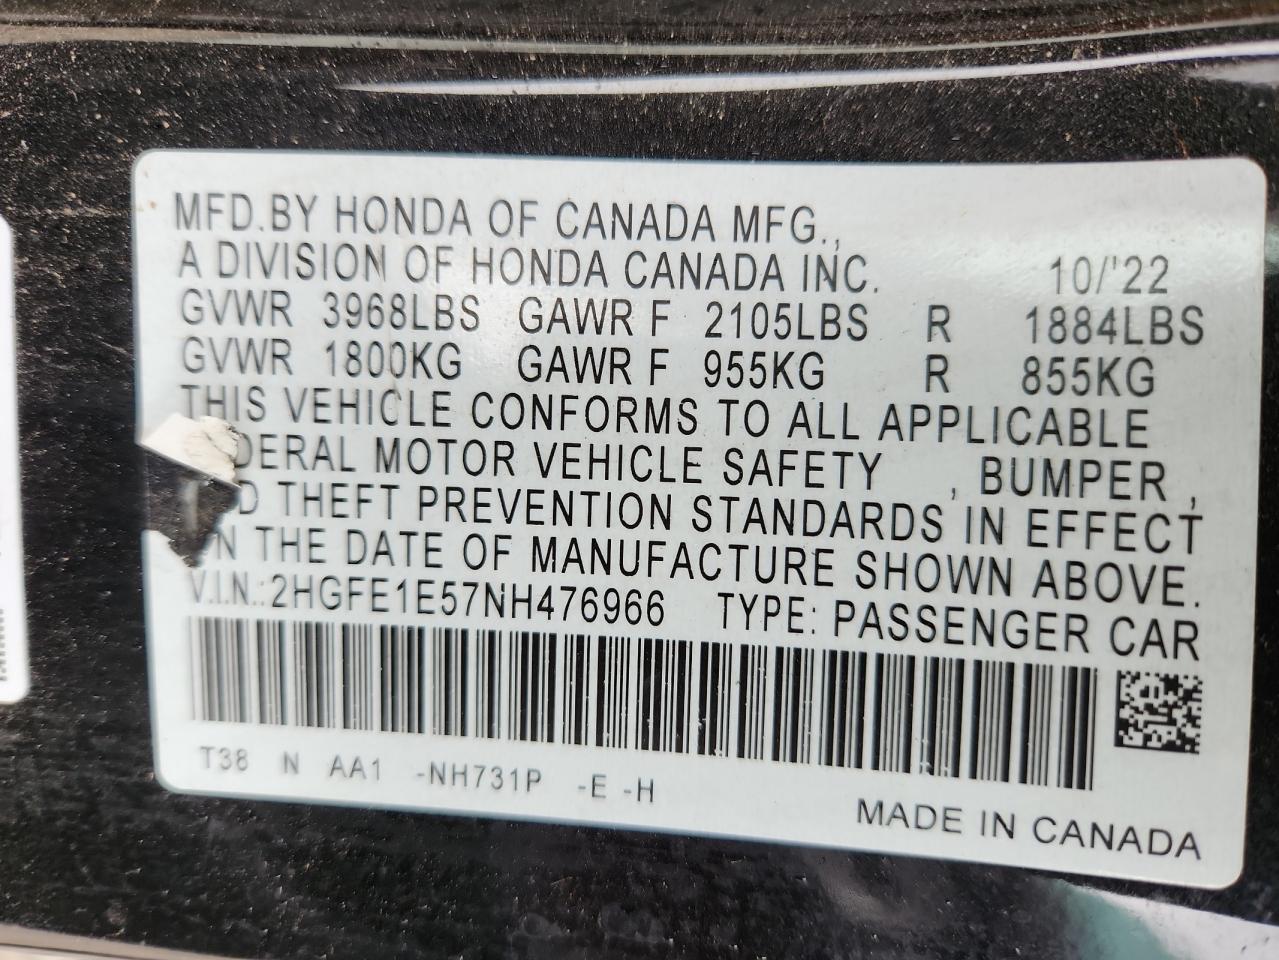 MFD.BY HONDA OF CANADA MFG.,
A DIVISION OF HONDA CANADA INC. 10/'22
GVWR 3968LBS GAWR F 2105LBS R 1884LBS
GVWR 1800KG GAWR F 955KG R 855KG
THIS VEHICLE CONFORMS TO ALL APPLICABLE
DERAL MOTOR VEHICLE SAFETY , BUMPER ,
D THEFT PREVENTION STANDARDS IN EFFECT
N THE DATE OF MANUFACTURE SHOWN ABOVE.
V.I.N.:2HGFE1E57NH476966 TYPE: PASSENGER CAR
T38 N AA1 -NH731P -E -H
MADE IN CANADA